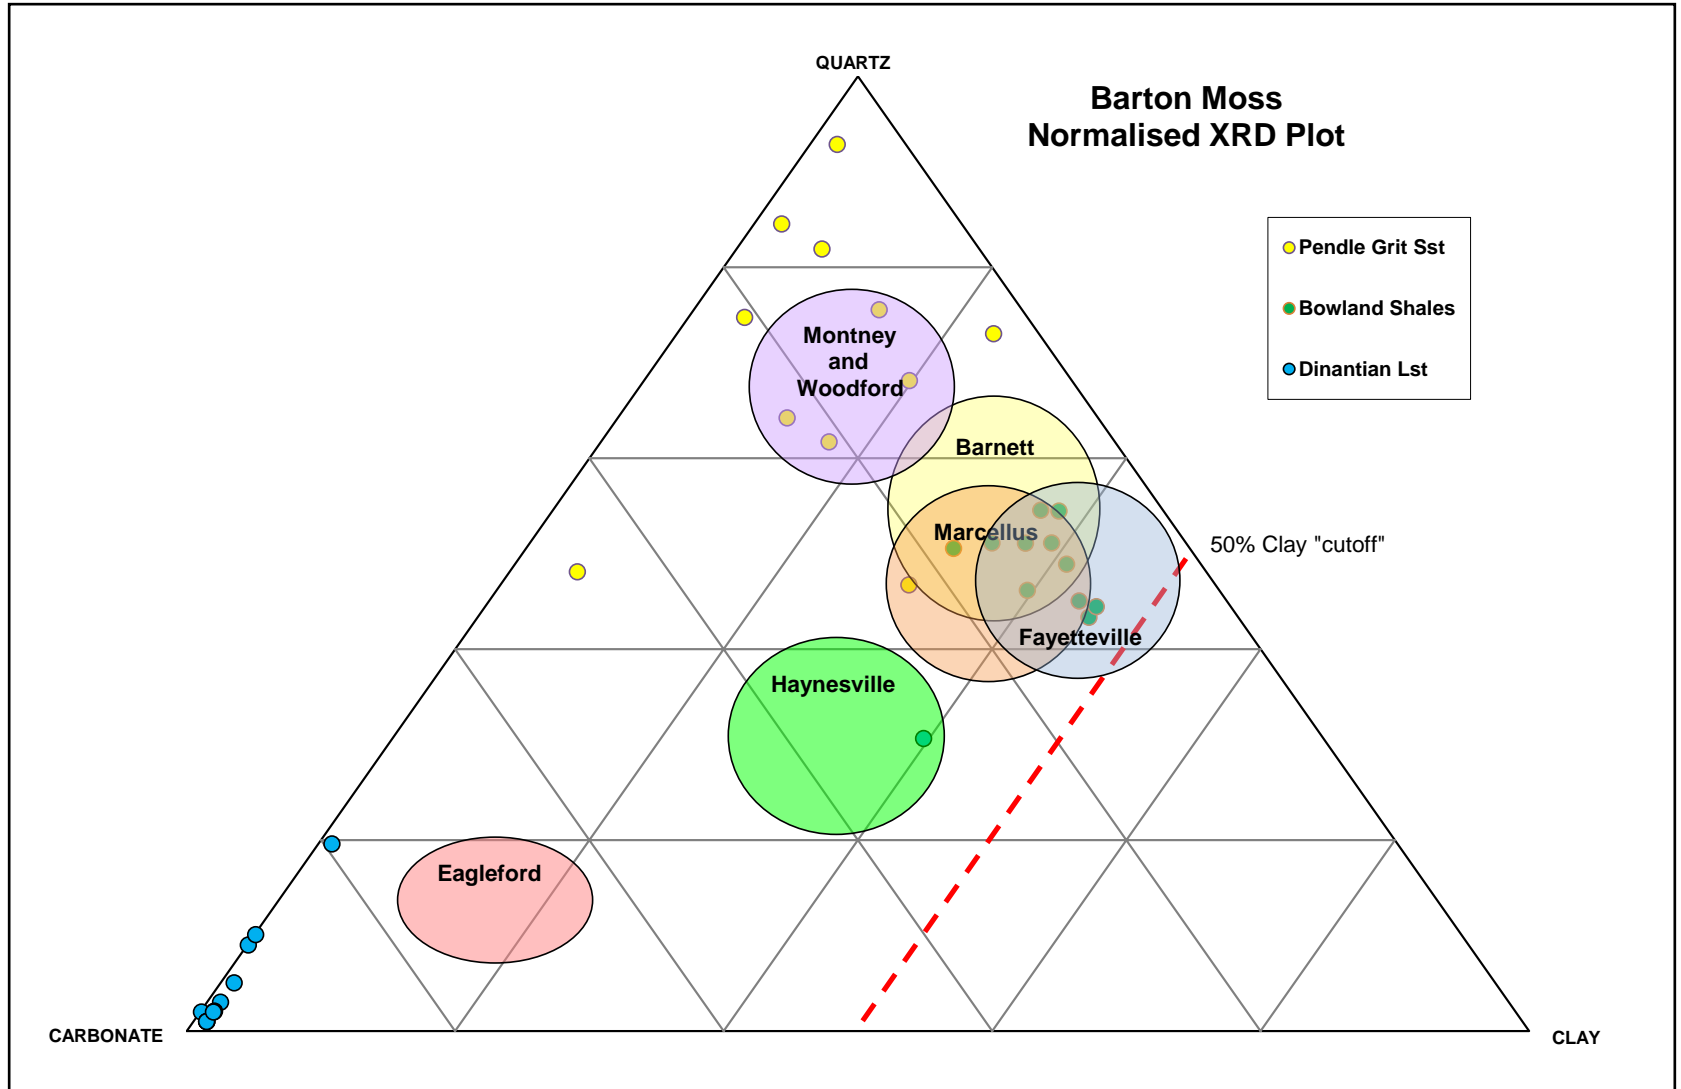 QUARTZ
Barton Moss
Normalised XRD Plot
Pendle Grit Sst
Bowland Shales
Dinantian Lst
Montney
and
Woodford
Barnett
Marcellus
50% Clay "cutoff"
Fayetteville
Haynesville
Eagleford
CARBONATE
CLAY